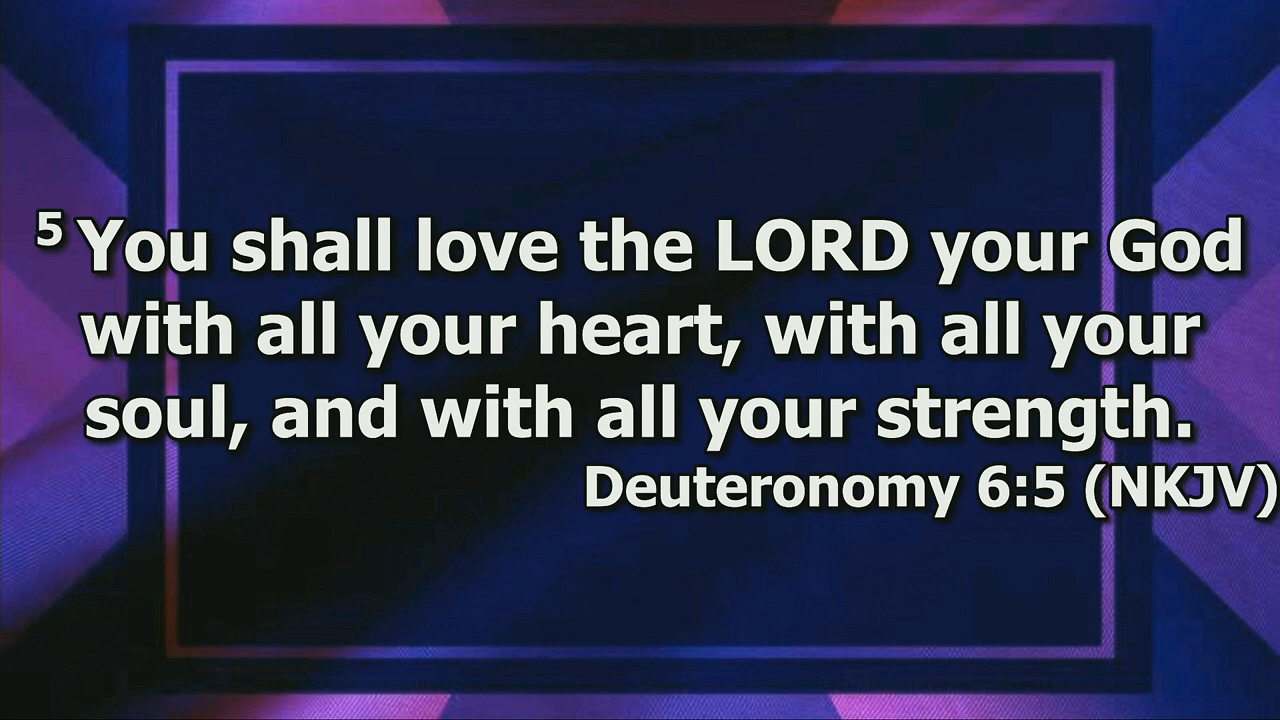 5 You shall love the LORD your God
with all your heart, with all your
soul, and with all your strength.
Deuteronomy 6:5 (NKJV)